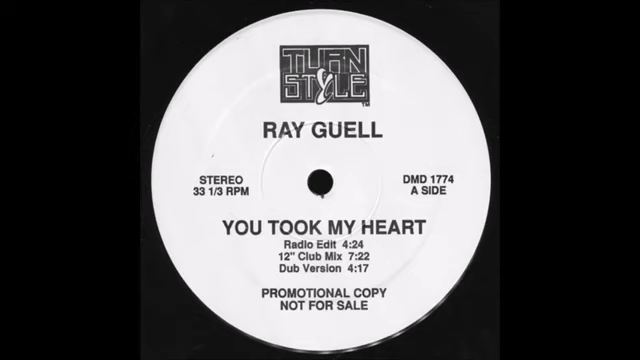 TURN
STYLE
TM
RAY GUELL
STEREO
33 1/3 RPM
DMD 1774
A SIDE
YOU TOOK MY HEART
Radio Edit 4:24
12" Club Mix 7:22
Dub Version 4:17
PROMOTIONAL COPY
NOT FOR SALE